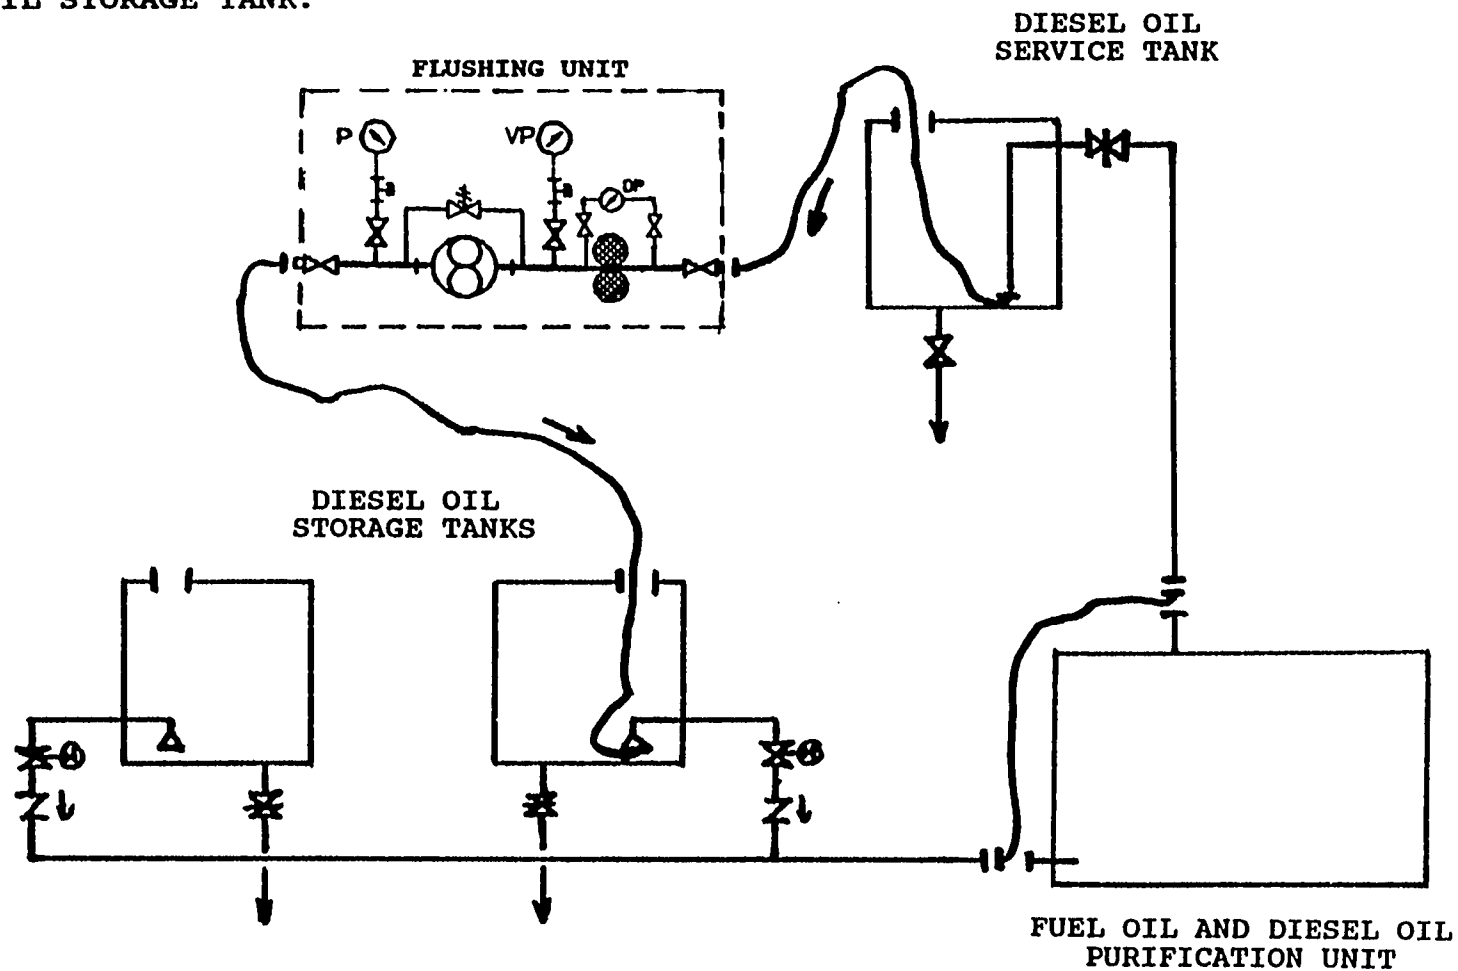 IL STORAGE TANK.
DIESEL OIL
SERVICE TANK
FLUSHING UNIT
P
VP
DP
DIESEL OIL
STORAGE TANKS
FUEL OIL AND DIESEL OIL
PURIFICATION UNIT